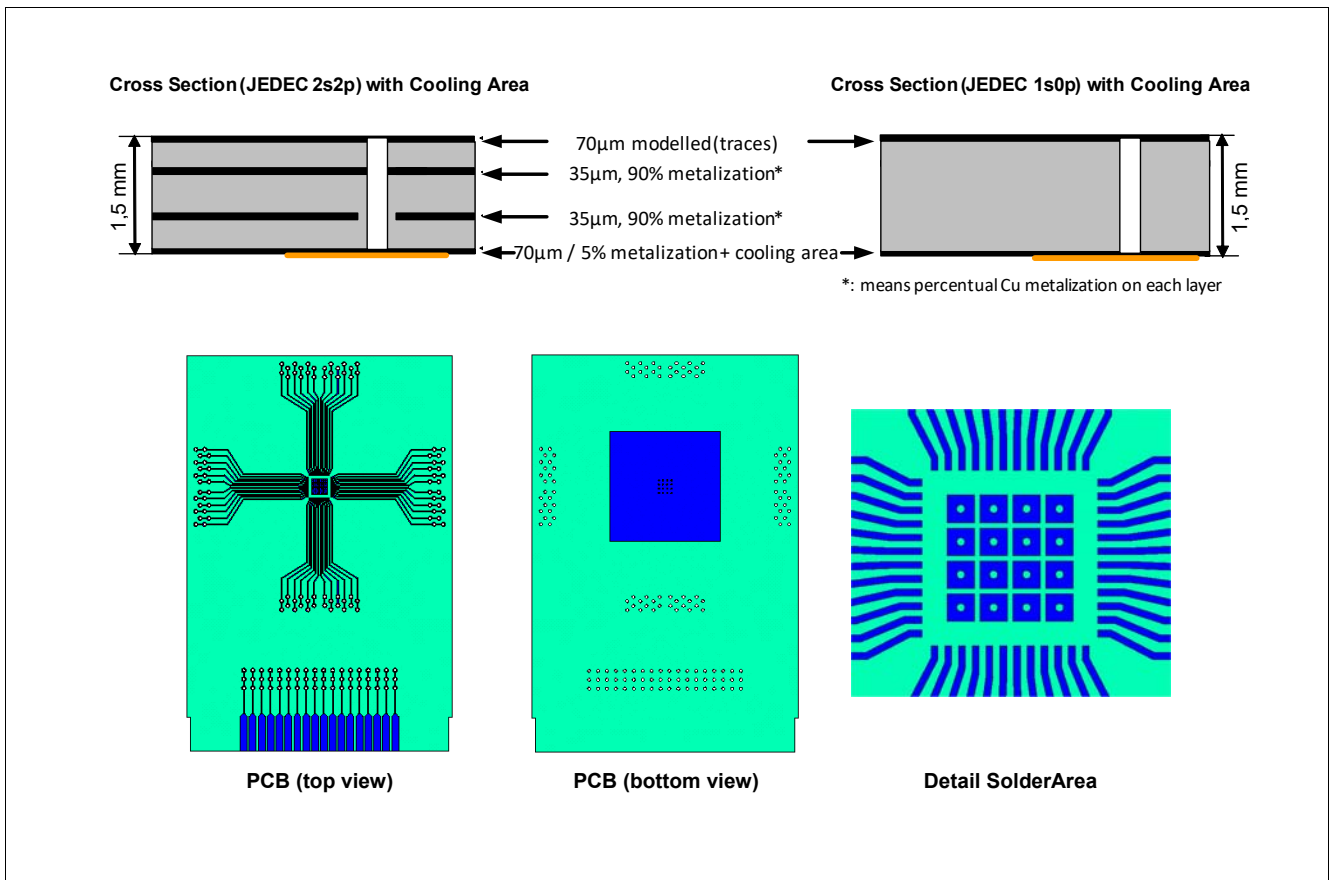 Cross Section (JEDEC 2s2p) with Cooling Area
Cross Section (JEDEC 1s0p) with Cooling Area
1,5 mm
70µm modelled (traces)
35µm, 90% metalization*
35µm, 90% metalization*
70µm / 5% metalization + cooling area
1,5 mm
*: means percentual Cu metalization on each layer
PCB (top view)
PCB (bottom view)
Detail SolderArea